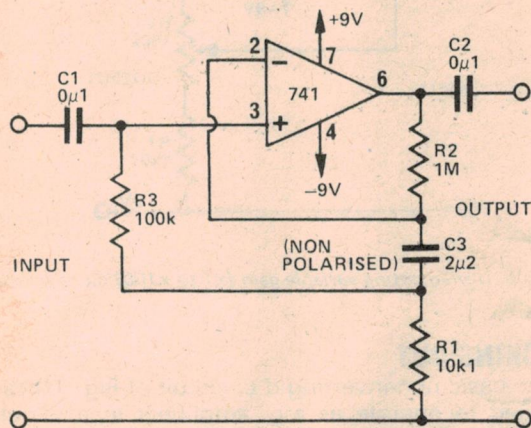 +9V
C2
0µ1
2
7
6
C1
0µ1
741
3
4
R2
1M
−9V
R3
100k
OUTPUT
(NON
POLARISED)
C3
2µ2
INPUT
R1
10k1